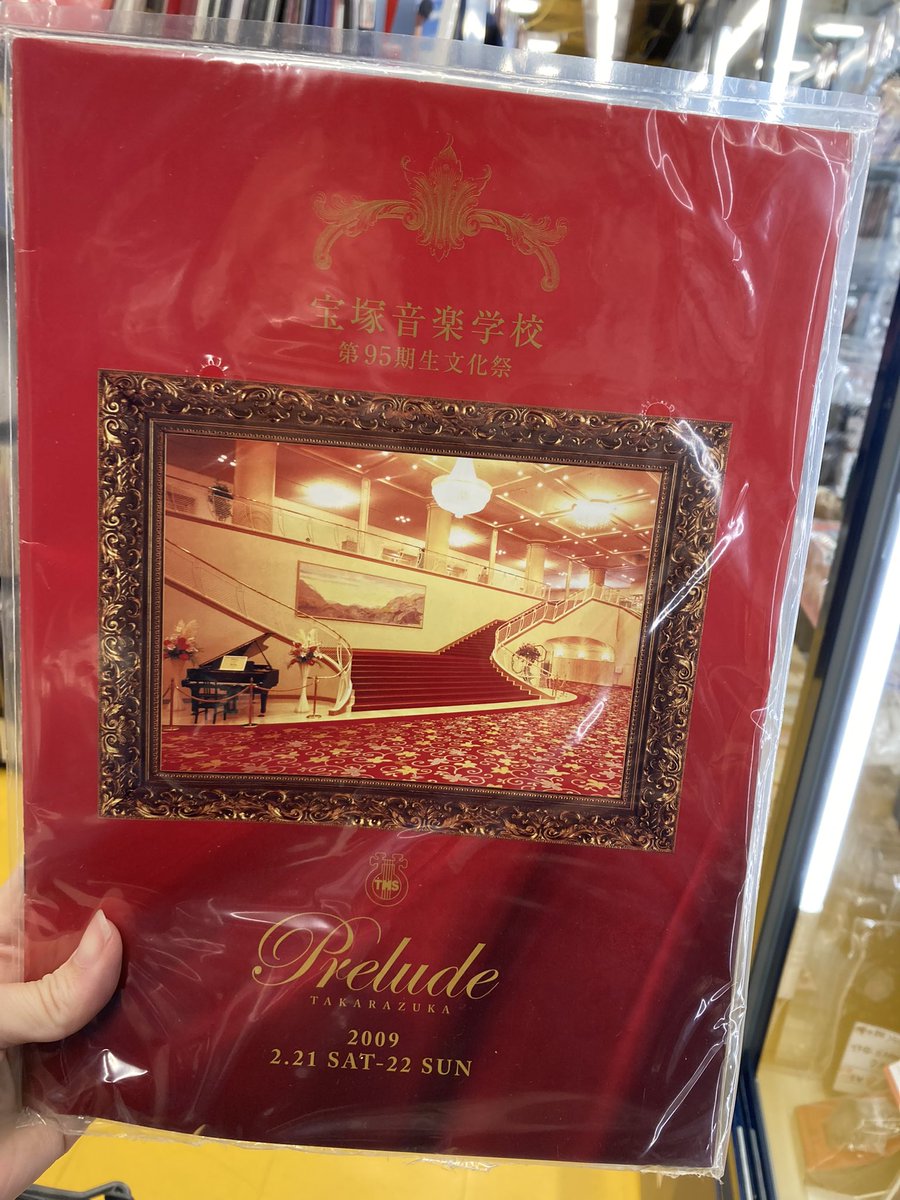 宝塚音楽学校
第95期生文化祭
TMS
Prelude
TAKARAZUKA
2009
2.21 SAT-22 SUN